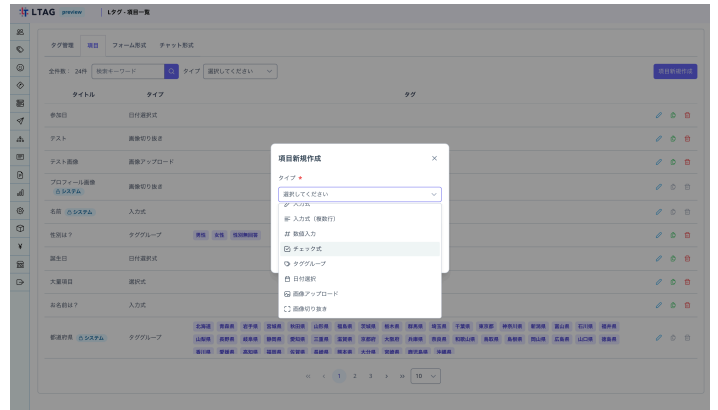 LTAG preview Lタグ - 項目一覧
タグ管理 項目 フォーム形式 チャット形式
全件数： 24件 検索キーワード タイプ 選択してください 項目新規作成
タイトル タイプ タグ
参加日 日付選択式
テスト 画像切り抜き
テスト画像 画像アップロード
プロフィール画像 システム 画像切り抜き
名前 システム 入力式
性別は？ タググループ 男性 女性 性別無回答
誕生日 日付選択式
大量項目 選択式
お名前は？ 入力式
都道府県 システム タググループ
北海道 青森県 岩手県 宮城県 秋田県 山形県 福島県 茨城県 栃木県 群馬県 埼玉県 千葉県 東京都 神奈川県 新潟県 富山県 石川県 福井県
山梨県 長野県 岐阜県 静岡県 愛知県 三重県 滋賀県 京都府 大阪府 兵庫県 奈良県 和歌山県 鳥取県 島根県 岡山県 広島県 山口県 徳島県
香川県 愛媛県 高知県 福岡県 佐賀県 長崎県 熊本県 大分県 宮崎県 鹿児島県 沖縄県
« ‹ 1 2 3 › » 10
項目新規作成 ×
タイプ ★
選択してください
入力式
入力式（複数行）
数値入力
チェック式
タググループ
日付選択
画像アップロード
画像切り抜き